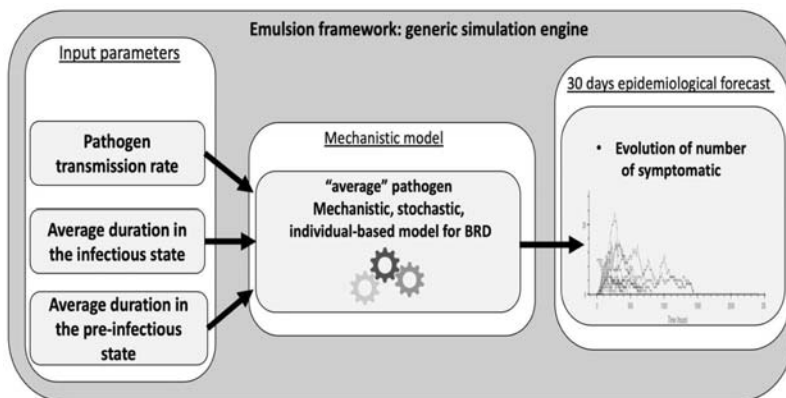 Emulsion framework: generic simulation engine
Input parameters
Pathogen
transmission rate
Average duration in
the infectious state
Average duration in
the pre-infectious
state
Mechanistic model
“average” pathogen
Mechanistic, stochastic,
individual-based model for BRD
30 days epidemiological forecast
• Evolution of number
of symptomatic